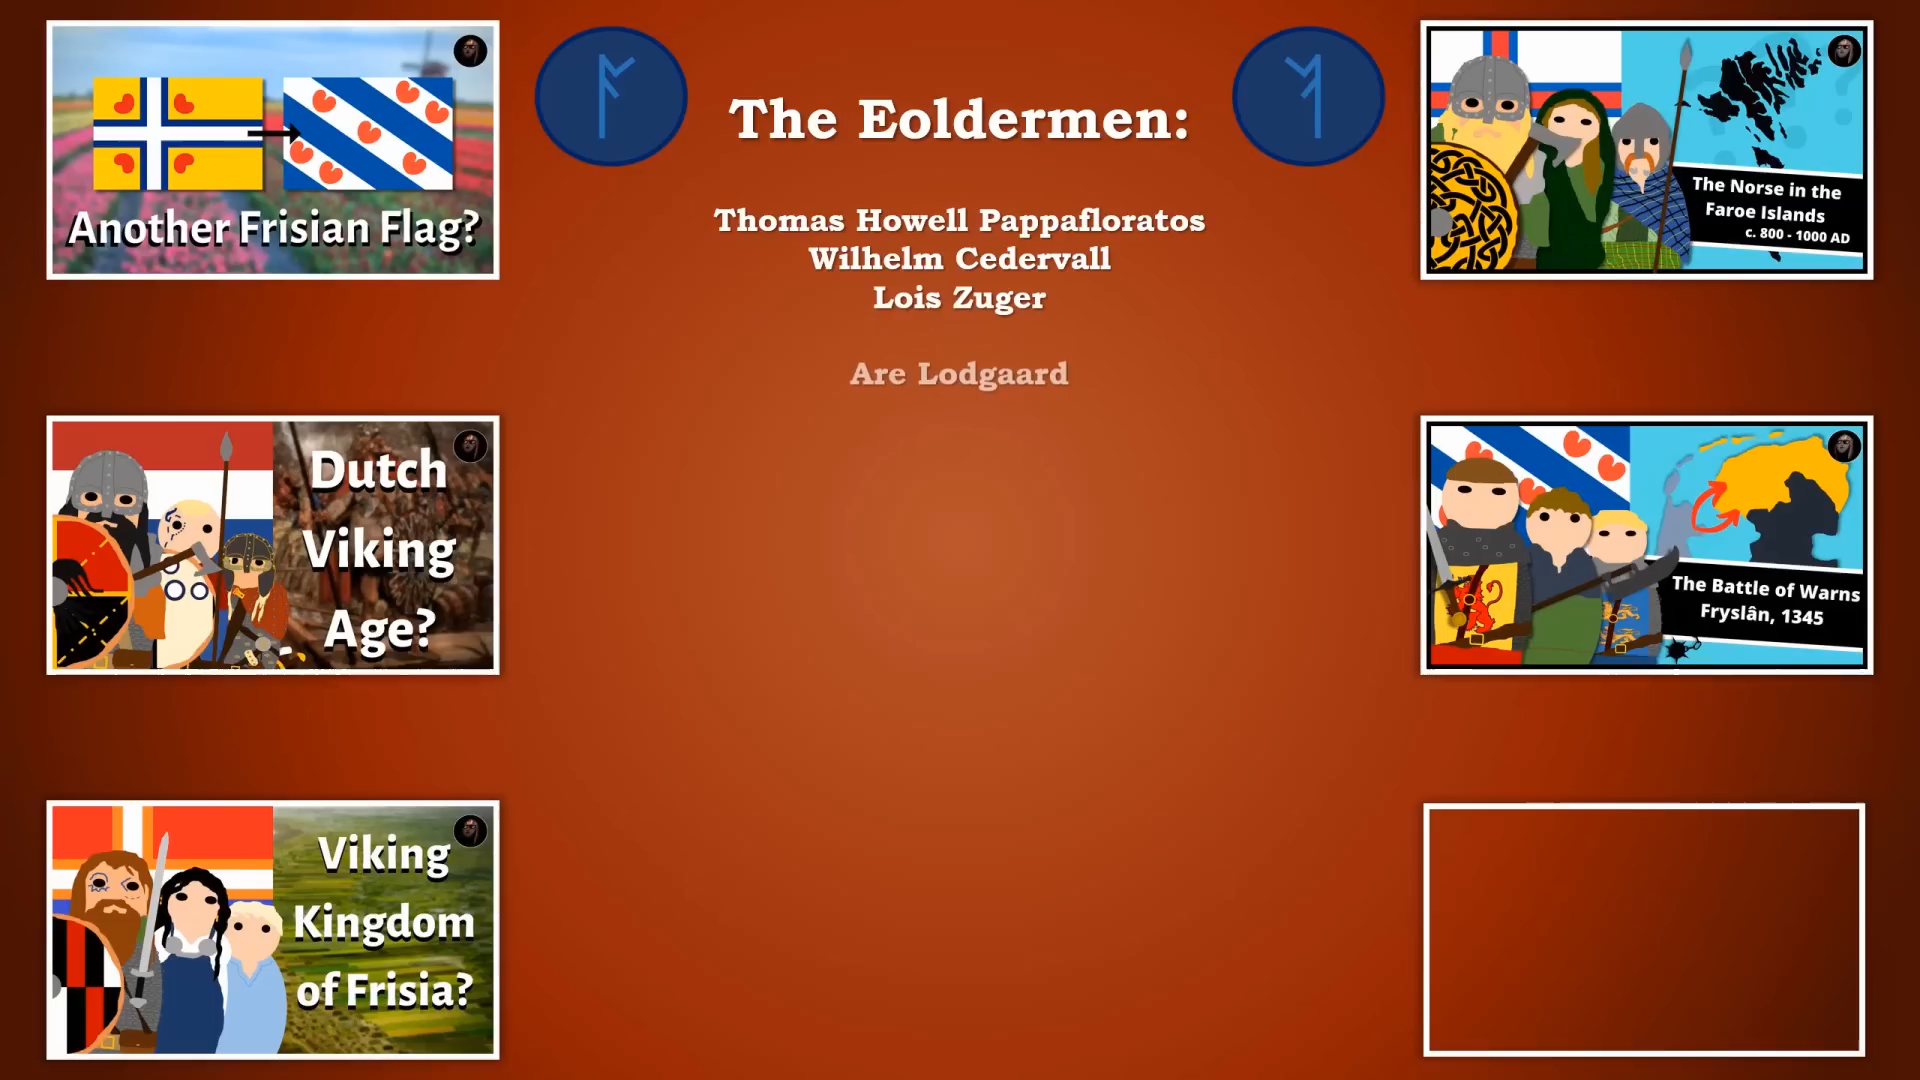 The Eoldermen:
Thomas Howell Pappafloratos
Wilhelm Cedervall
Lois Zuger
Are Lodgaard
Another Frisian Flag?
Dutch
Viking
Age?
Viking
Kingdom
of Frisia?
The Norse in the
Faroe Islands
c. 800 - 1000 AD
The Battle of Warns
Fryslân, 1345